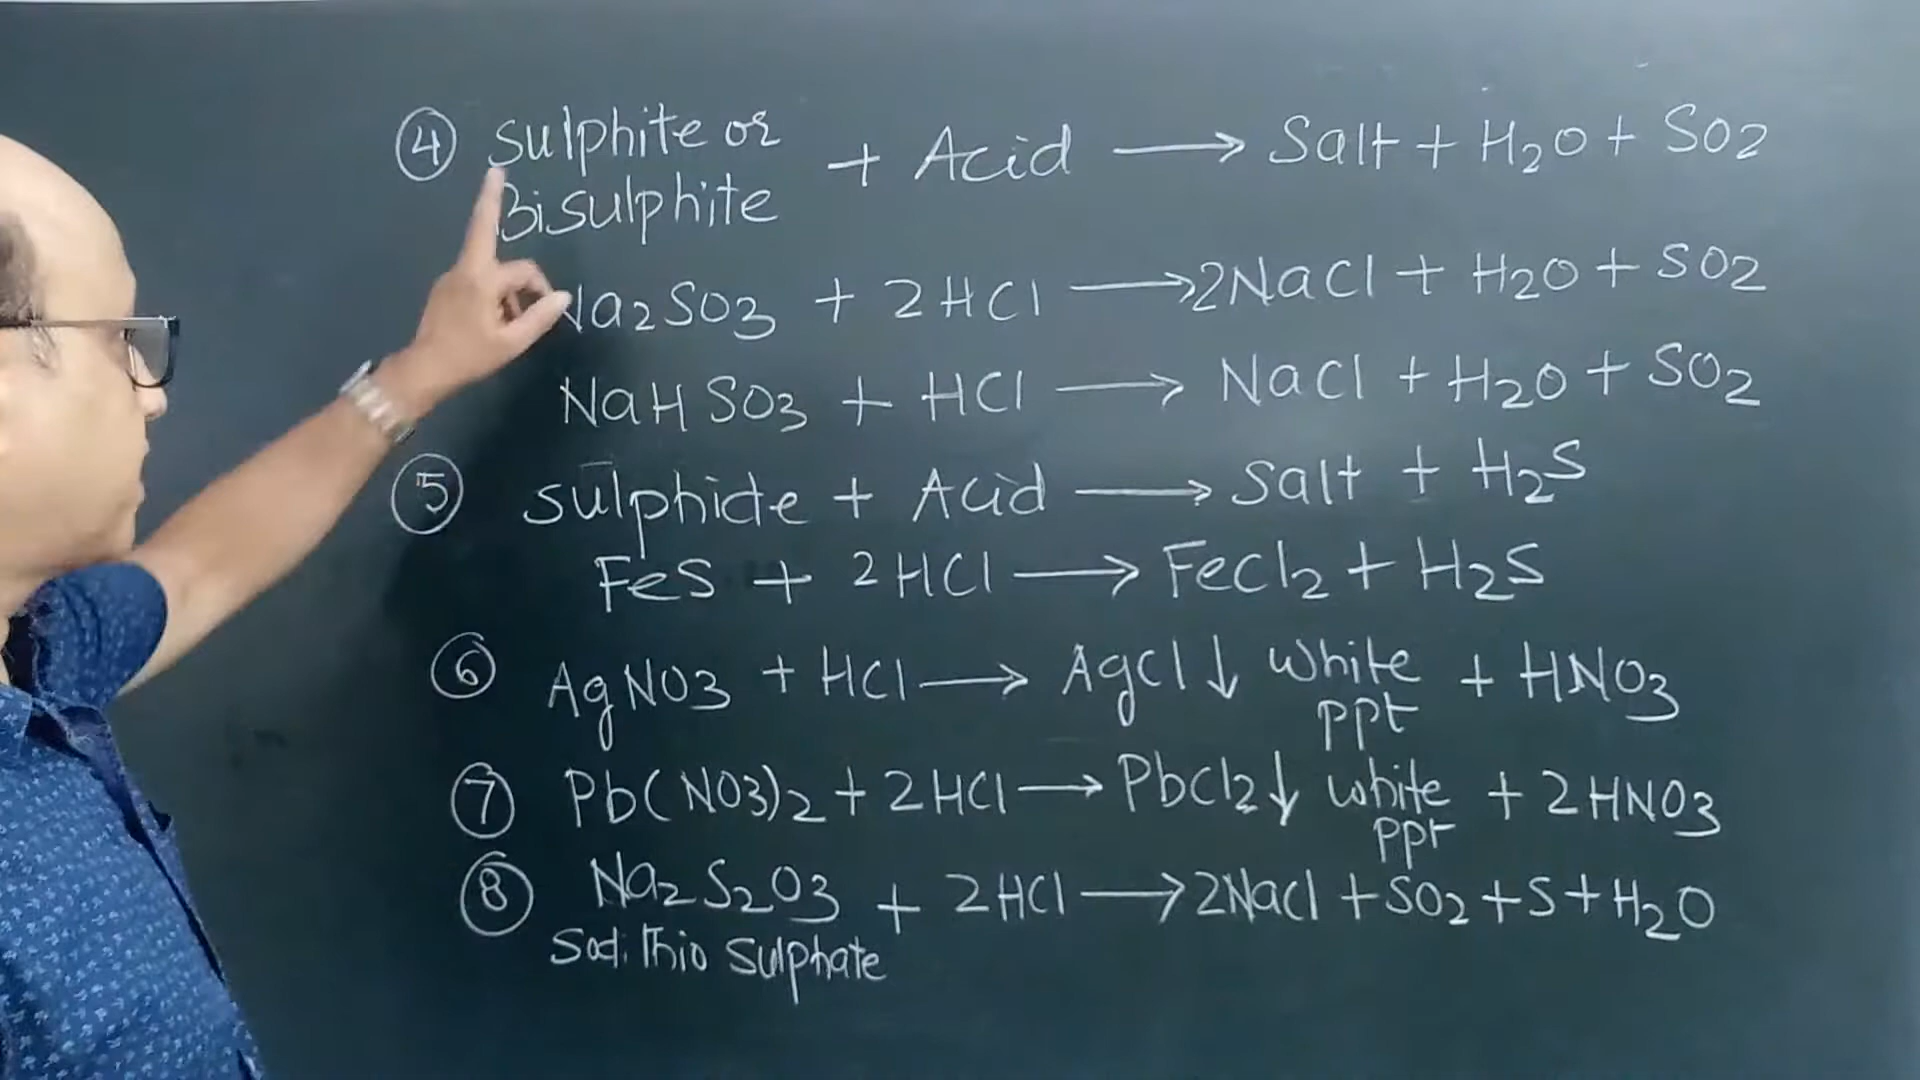 ④ Sulphite or
Bisulphite + Acid ⟶ Salt + H₂O + SO₂
Na₂SO₃ + 2HCl ⟶ 2NaCl + H₂O + SO₂
NaHSO₃ + HCl ⟶ NaCl + H₂O + SO₂
⑤ Sulphide + Acid ⟶ Salt + H₂S
FeS + 2HCl ⟶ FeCl₂ + H₂S
⑥ AgNO₃ + HCl ⟶ AgCl↓ White ppt + HNO₃
⑦ Pb(NO₃)₂ + 2HCl ⟶ PbCl₂↓ white ppt + 2HNO₃
⑧ Na₂S₂O₃ + 2HCl ⟶ 2NaCl + SO₂ + S + H₂O
Sod. Thio Sulphate